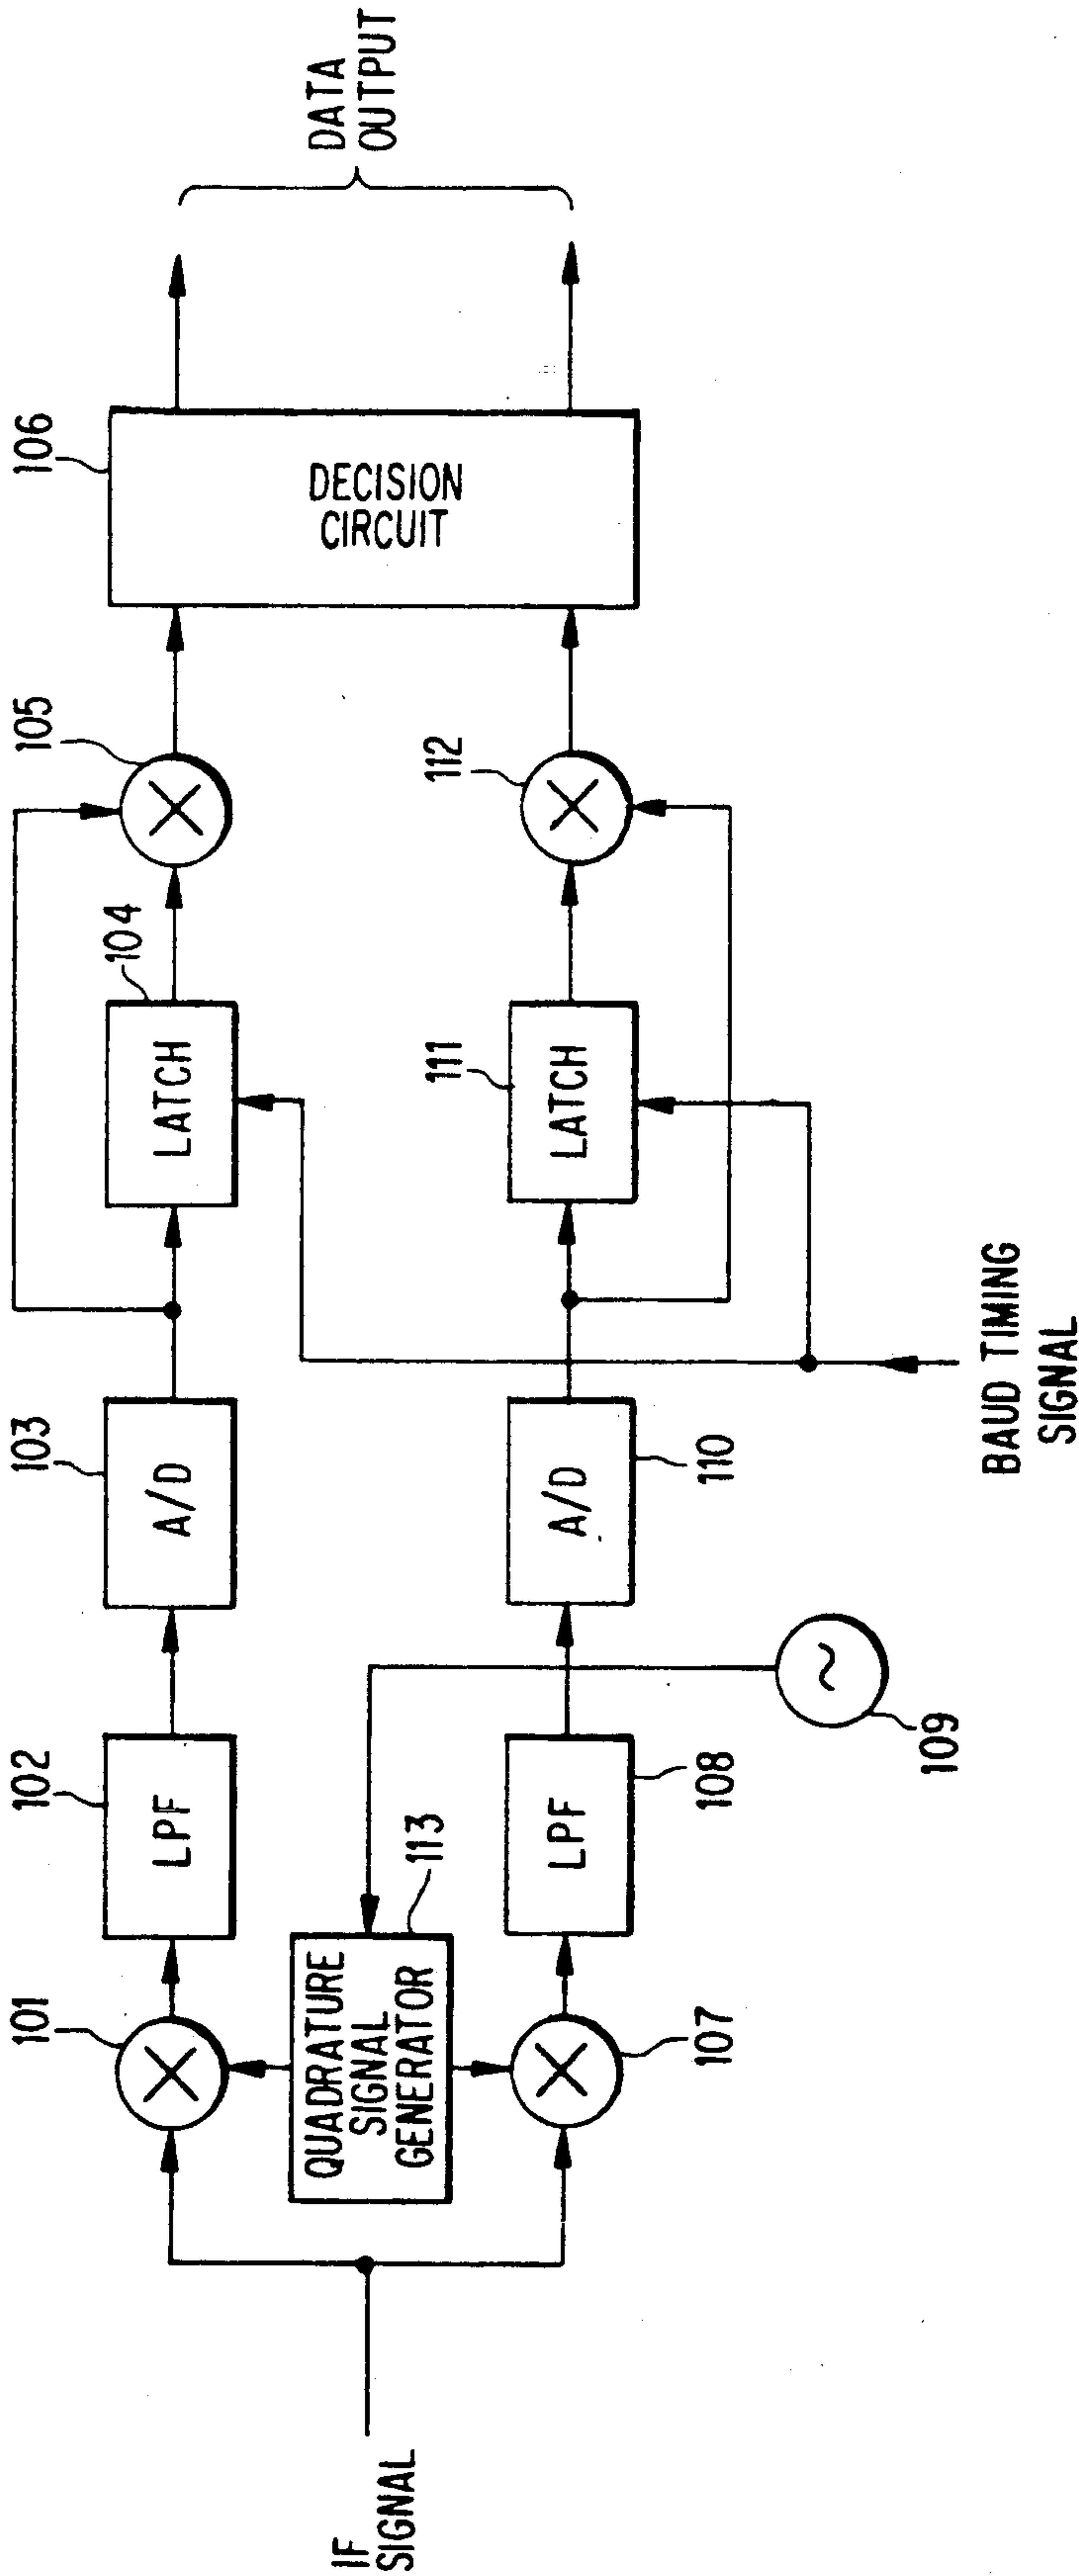 101
102
103
104
105
106
LPF
A/D
LATCH
DECISION
CIRCUIT
DATA
OUTPUT
IF
SIGNAL
QUADRATURE
SIGNAL
GENERATOR
113
107
LPF
108
A/D
110
LATCH
111
112
~
109
BAUD TIMING
SIGNAL